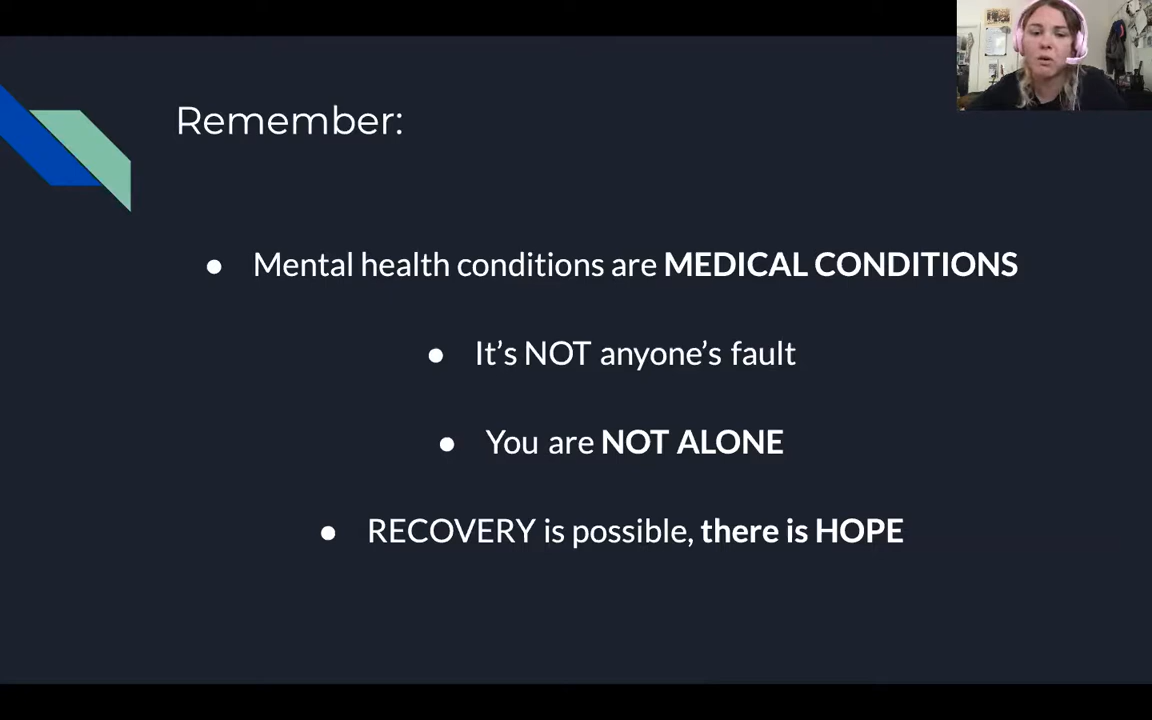 Remember:
● Mental health conditions are MEDICAL CONDITIONS
● It’s NOT anyone’s fault
● You are NOT ALONE
● RECOVERY is possible, there is HOPE